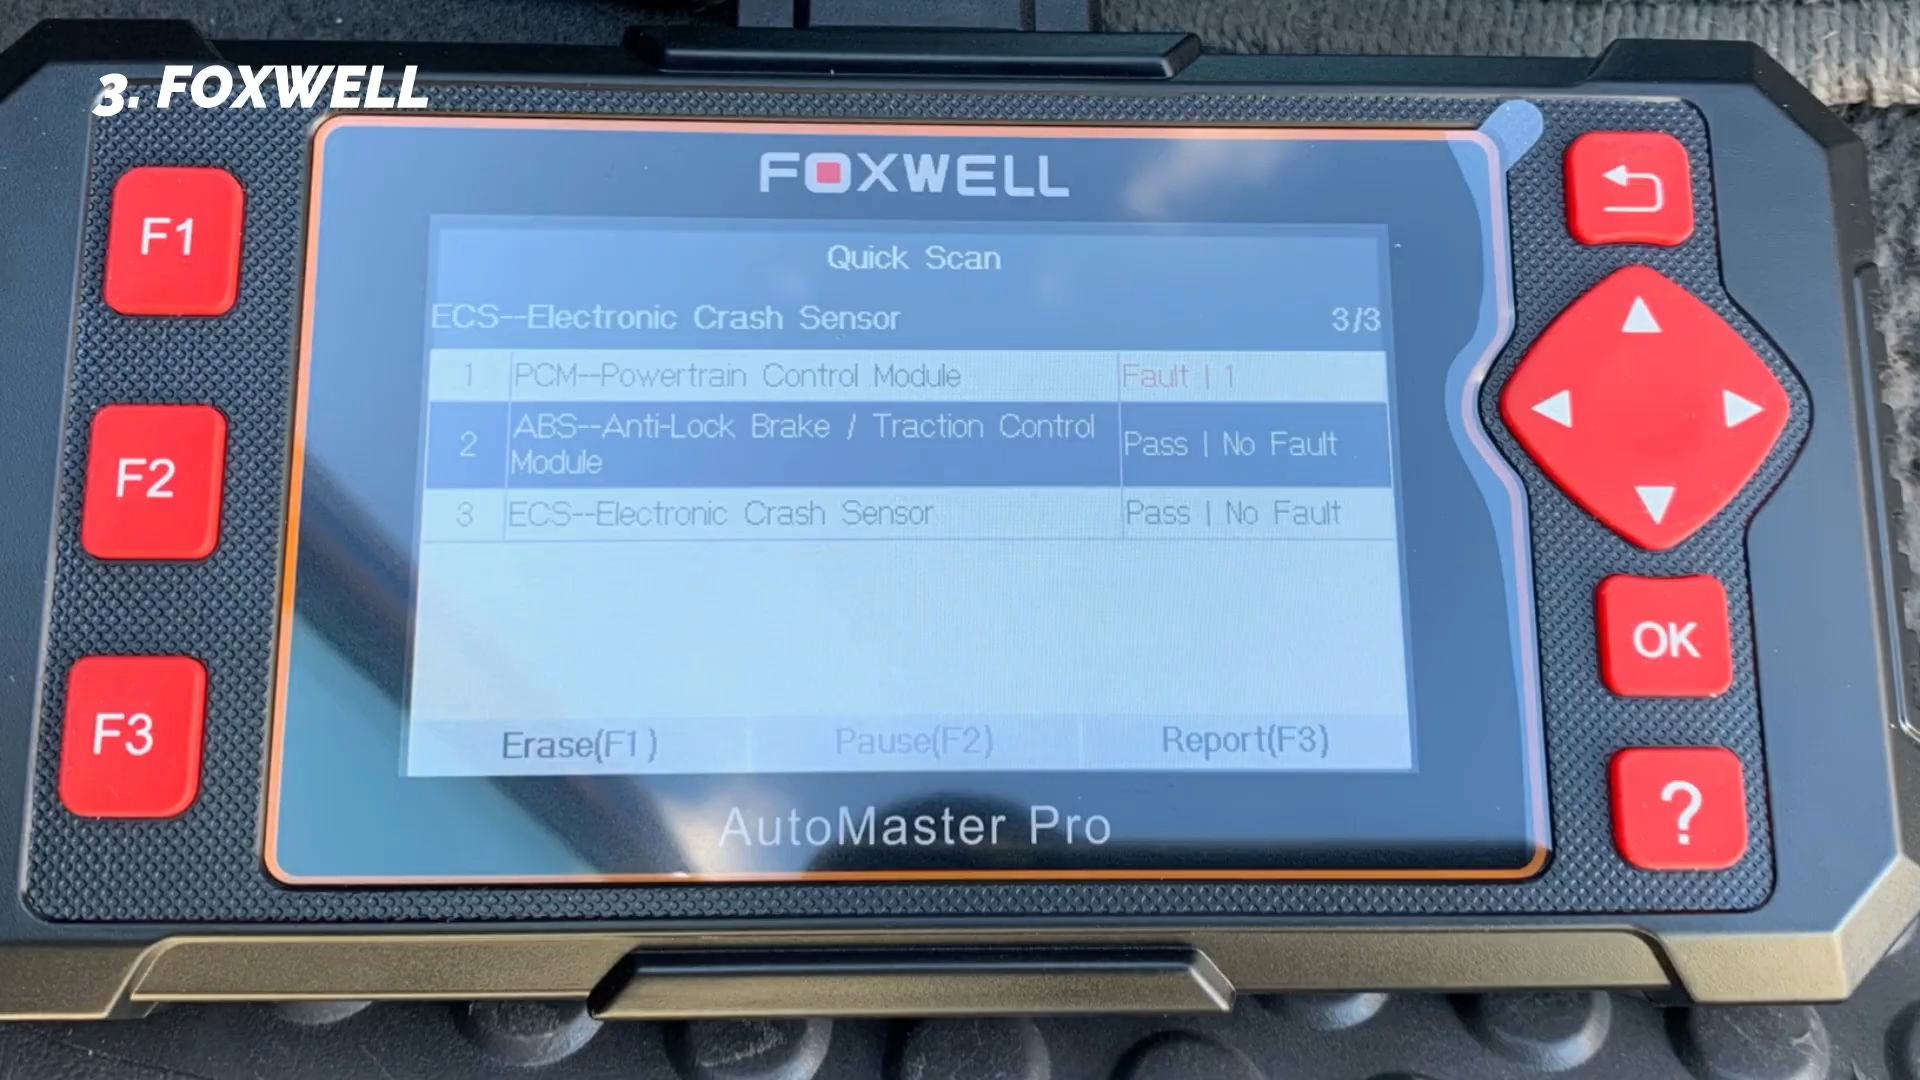 3. FOXWELL
FOXWELL
F1
F2
F3
Quick Scan
ECS--Electronic Crash Sensor 3/3
1 PCM--Powertrain Control Module Fault | 1
2 ABS--Anti-Lock Brake / Traction Control
Module Pass | No Fault
3 ECS--Electronic Crash Sensor Pass | No Fault
Erase(F1) Pause(F2) Report(F3)
AutoMaster Pro
OK
?